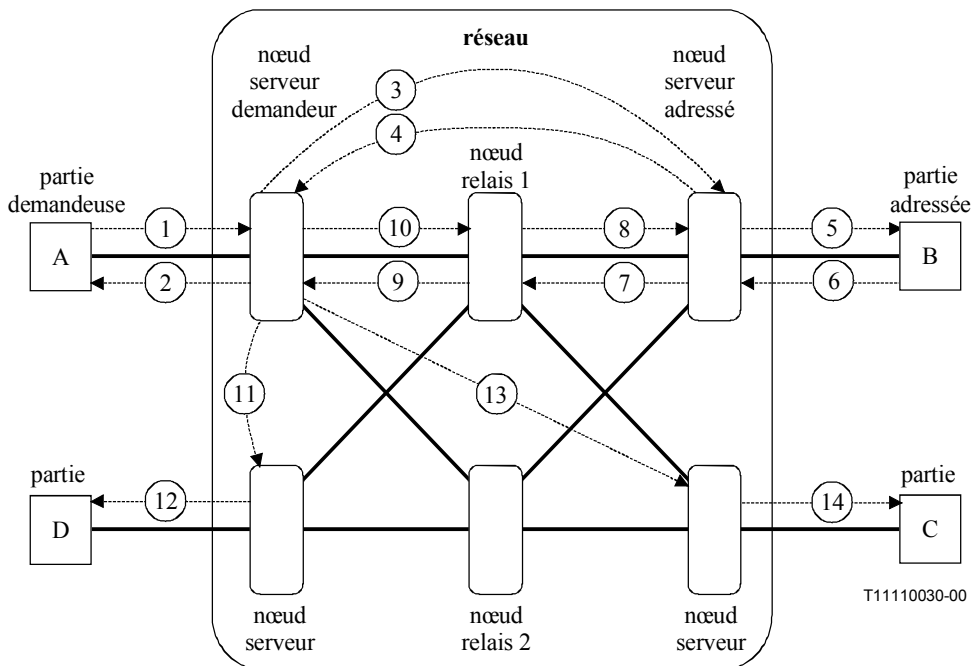 réseau
nœud
serveur
demandeur
nœud
serveur
adressé
3
4
nœud
relais 1
partie
demandeuse
partie
adressée
1
10
8
5
A
B
2
9
7
6
11
13
partie
partie
12
14
D
C
T11110030-00
nœud
serveur
nœud
relais 2
nœud
serveur